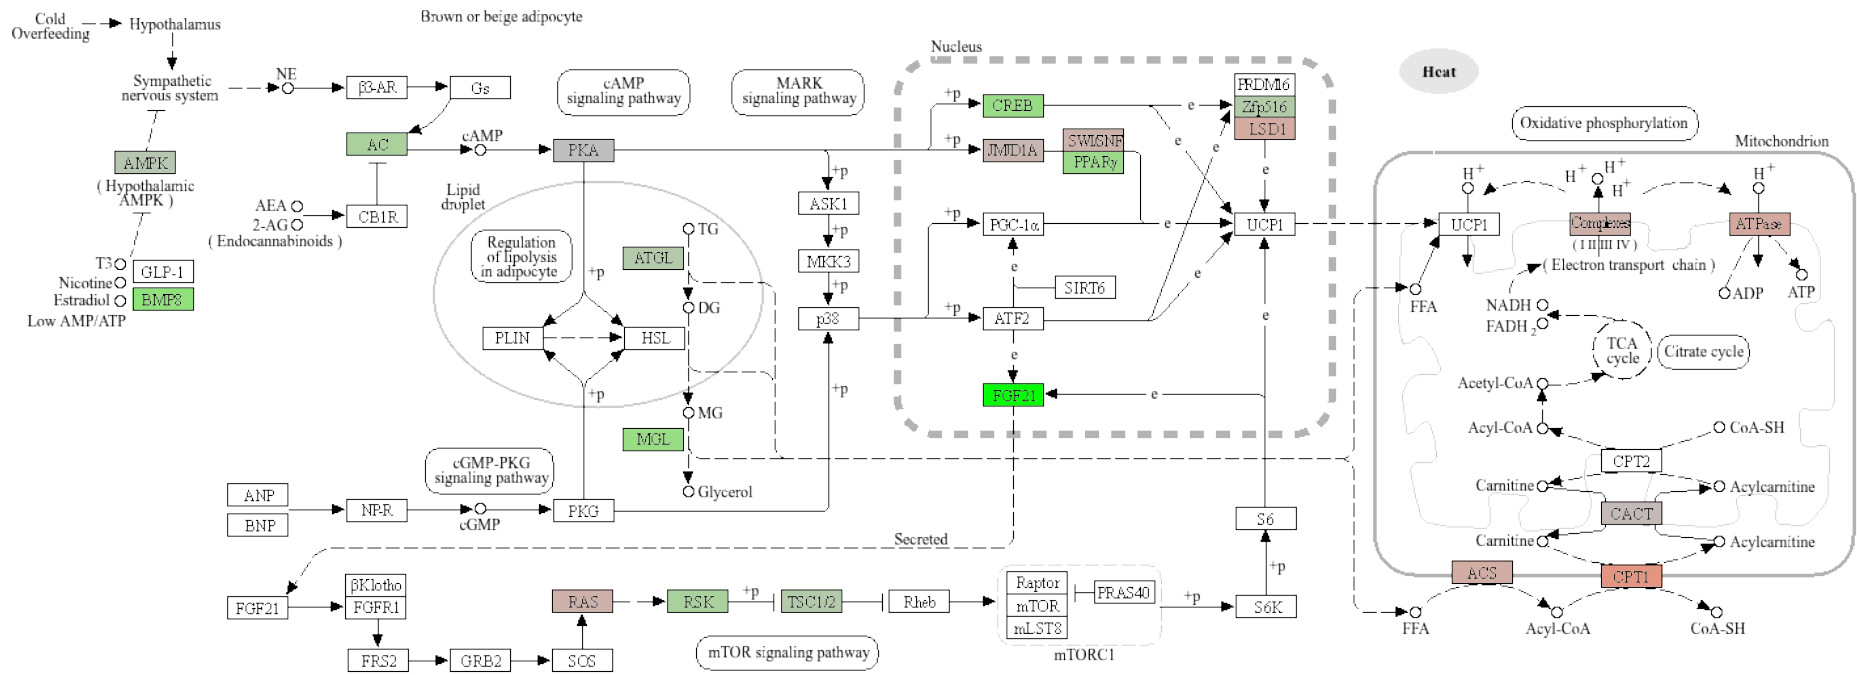 Cold
Overfeeding
Hypothalamus
Brown or beige adipocyte
Sympathetic
nervous system
NE
β3-AR
Gs
cAMP
signaling pathway
MARK
signaling pathway
AC
cAMP
PKA
AMPK
( Hypothalamic
AMPK )
AEA
2-AG
( Endocannabinoids )
CB1R
T3
Nicotine
Estradiol
Low AMP/ATP
GLP-1
BMP8
Lipid
droplet
Regulation
of lipolysis
in adipocyte
+p
PLIN
HSL
+p
TG
ATGL
DG
MG
MGL
Glycerol
+p
ASK1
+p
MKK3
+p
p38
+p
cGMP-PKG
signaling pathway
ANP
BNP
NP-R
cGMP
PKG
Nucleus
+p
CREB
+p
JMJD1A
SWI/SNF
PPARγ
e
e
e
PRDM16
Zfp516
LSD1
e
+p
PGC-1α
e
UCP1
e
SIRT6
e
+p
ATF2
e
FGF21
e
e
Secreted
FGF21
βKlotho
FGFR1
FRS2
GRB2
SOS
RAS
RSK
+p
TSC1/2
Rheb
mTOR signaling pathway
Raptor
mTOR
mLST8
PRAS40
mTORC1
+p
S6K
+p
S6
Heat
Oxidative phosphorylation
Mitochondrion
H+
H+
H+
H+
UCP1
Complexes
( I II III IV )
( Electron transport chain )
ATPase
FFA
ADP
ATP
NADH
FADH2
TCA
cycle
Citrate cycle
Acetyl-CoA
Acyl-CoA
CoA-SH
CPT2
Carnitine
Acylcarnitine
CACT
Carnitine
Acylcarnitine
ACS
CPT1
FFA
Acyl-CoA
CoA-SH